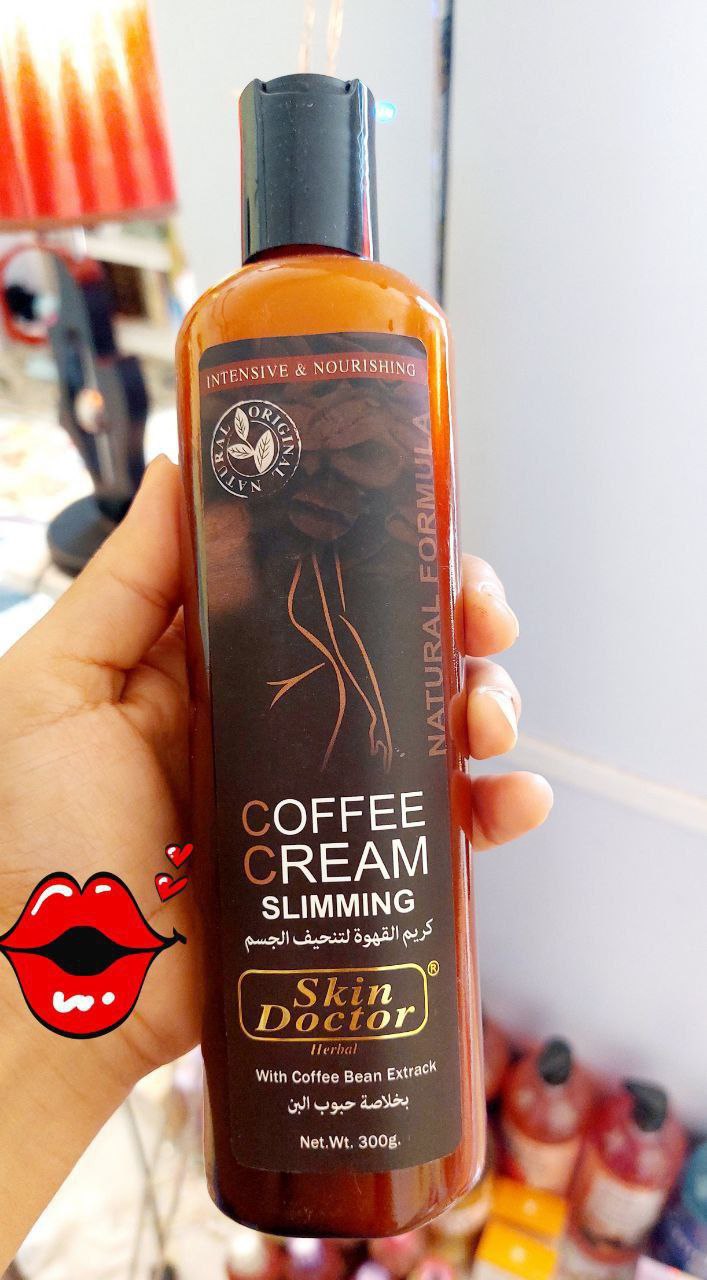 INTENSIVE & NOURISHING
NATURAL ORIGINAL
NATURAL FORMULA
COFFEE
CREAM
SLIMMING
كريم القهوة لتنحيف الجسم
Skin
Doctor®
Herbal
With Coffee Bean Extrack
بخلاصة حبوب البن
Net.Wt. 300g.